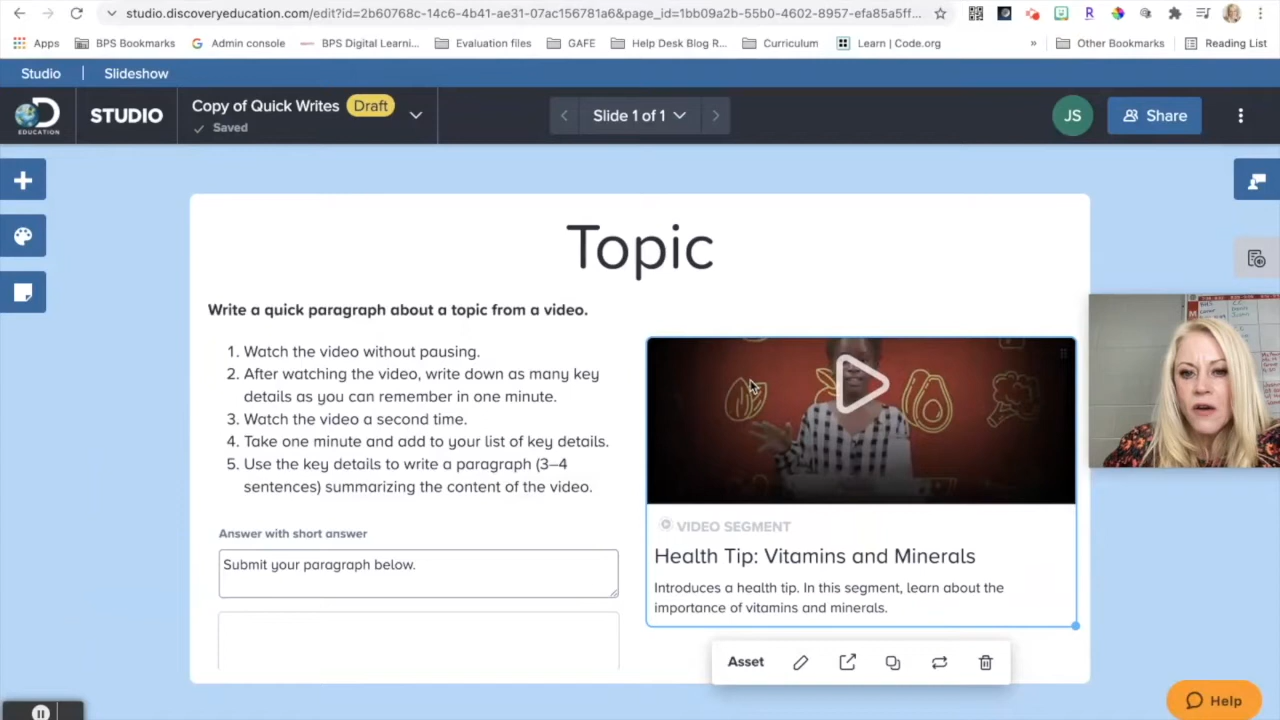 studio.discoveryeducation.com/edit?id=2b60768c-14c6-4b41-ae31-07ac156781a6&page_id=1bb09a2b-55b0-4602-8957-efa85a5ff...
Apps BPS Bookmarks Admin console BPS Digital Learni... Evaluation files GAFE Help Desk Blog R... Curriculum Learn | Code.org » Other Bookmarks Reading List
Studio | Slideshow
EDUCATION
STUDIO
Copy of Quick Writes Draft
Saved
Slide 1 of 1
JS
Share
Topic
Write a quick paragraph about a topic from a video.
1. Watch the video without pausing.
2. After watching the video, write down as many key
details as you can remember in one minute.
3. Watch the video a second time.
4. Take one minute and add to your list of key details.
5. Use the key details to write a paragraph (3–4
sentences) summarizing the content of the video.
Answer with short answer
Submit your paragraph below.
VIDEO SEGMENT
Health Tip: Vitamins and Minerals
Introduces a health tip. In this segment, learn about the
importance of vitamins and minerals.
Asset
Help